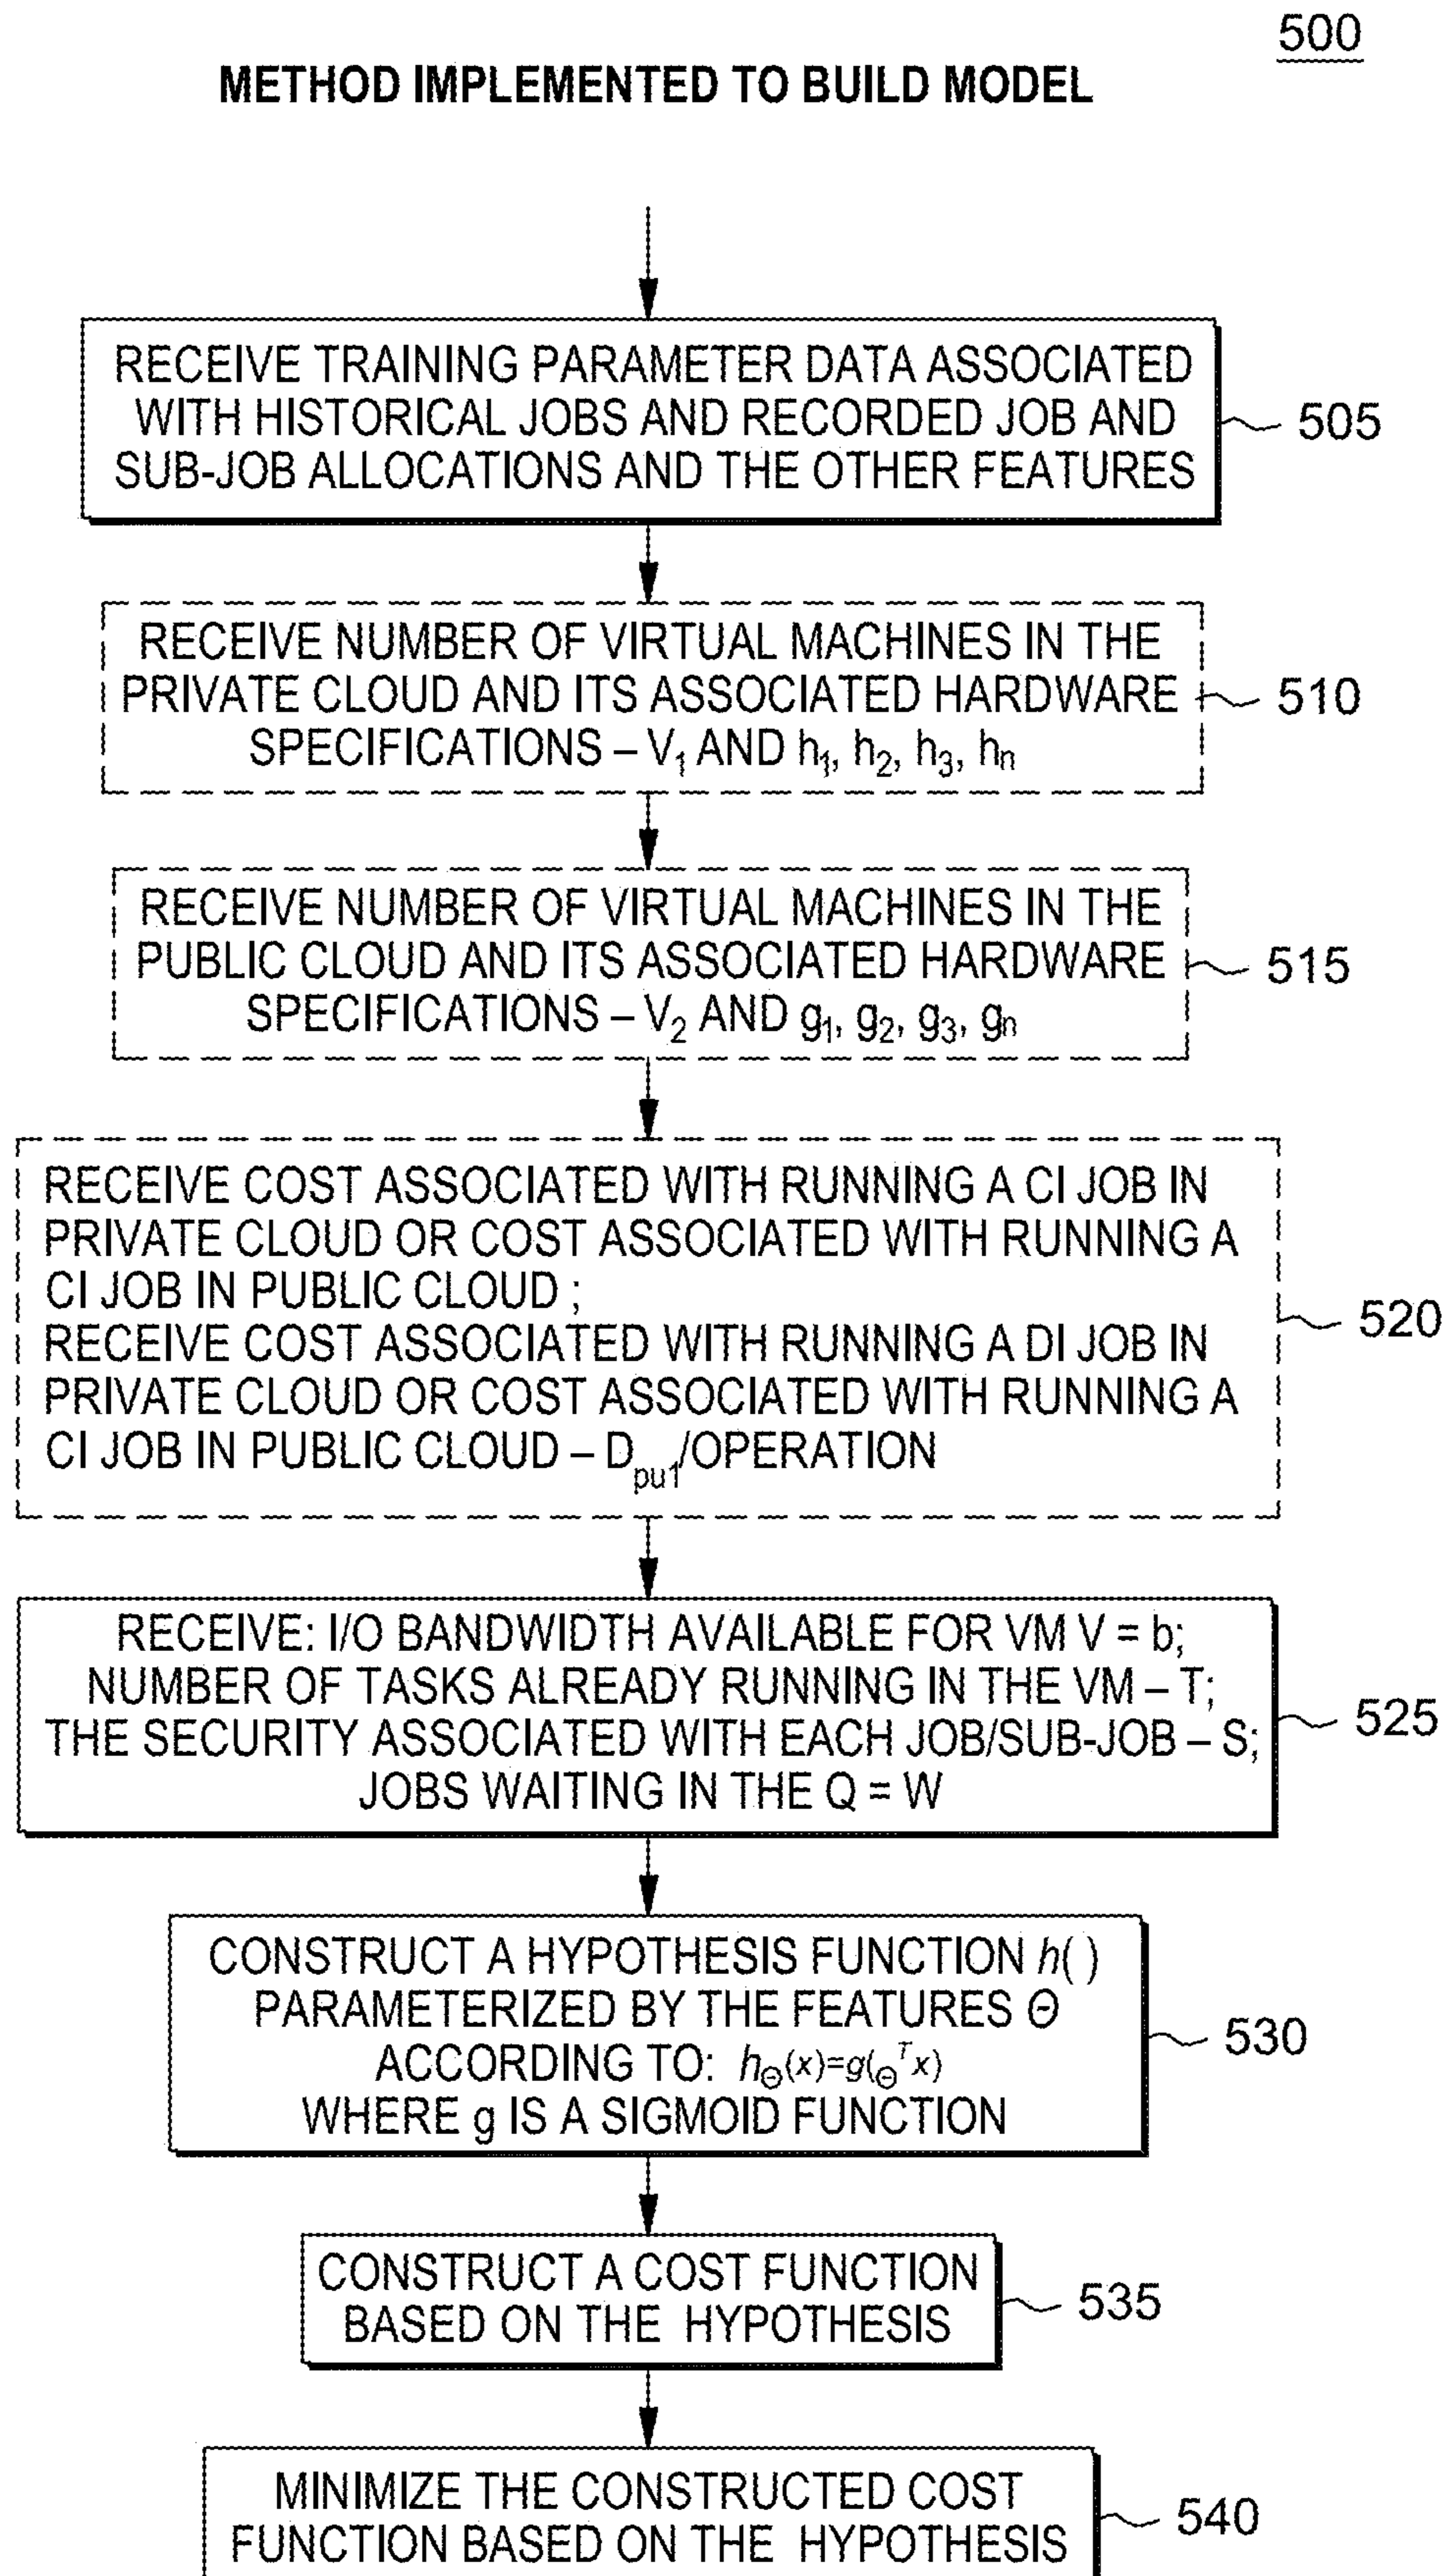 500
METHOD IMPLEMENTED TO BUILD MODEL
RECEIVE TRAINING PARAMETER DATA ASSOCIATED
WITH HISTORICAL JOBS AND RECORDED JOB AND
SUB-JOB ALLOCATIONS AND THE OTHER FEATURES
505
RECEIVE NUMBER OF VIRTUAL MACHINES IN THE
PRIVATE CLOUD AND ITS ASSOCIATED HARDWARE
SPECIFICATIONS – V₁ AND h₁, h₂, h₃, hₙ
510
RECEIVE NUMBER OF VIRTUAL MACHINES IN THE
PUBLIC CLOUD AND ITS ASSOCIATED HARDWARE
SPECIFICATIONS – V₂ AND g₁, g₂, g₃, gₙ
515
RECEIVE COST ASSOCIATED WITH RUNNING A CI JOB IN
PRIVATE CLOUD OR COST ASSOCIATED WITH RUNNING A
CI JOB IN PUBLIC CLOUD ;
RECEIVE COST ASSOCIATED WITH RUNNING A DI JOB IN
PRIVATE CLOUD OR COST ASSOCIATED WITH RUNNING A
CI JOB IN PUBLIC CLOUD – D_pu1/OPERATION
520
RECEIVE: I/O BANDWIDTH AVAILABLE FOR VM V = b;
NUMBER OF TASKS ALREADY RUNNING IN THE VM – T;
THE SECURITY ASSOCIATED WITH EACH JOB/SUB-JOB – S;
JOBS WAITING IN THE Q = W
525
CONSTRUCT A HYPOTHESIS FUNCTION h( )
PARAMETERIZED BY THE FEATURES Θ
ACCORDING TO: h_Θ(x)=g(Θ^T x)
WHERE g IS A SIGMOID FUNCTION
530
CONSTRUCT A COST FUNCTION
BASED ON THE HYPOTHESIS
535
MINIMIZE THE CONSTRUCTED COST
FUNCTION BASED ON THE HYPOTHESIS
540